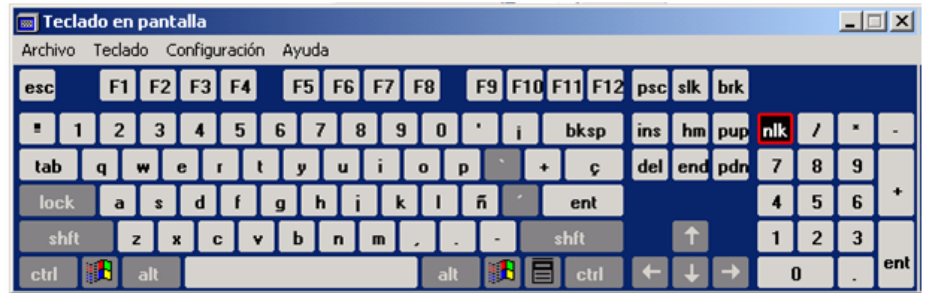 Teclado en pantalla
Archivo Teclado Configuración Ayuda
esc F1 F2 F3 F4 F5 F6 F7 F8 F9 F10 F11 F12 psc slk brk
1 2 3 4 5 6 7 8 9 0 ' ¡ bksp ins hm pup nlk / * -
tab q w e r t y u i o p ` + ç del end pdn 7 8 9 +
lock a s d f g h j k l ñ ´ ent 4 5 6
shft z x c v b n m , . - shft ↑ 1 2 3 ent
ctrl alt alt ctrl ← ↓ → 0 .